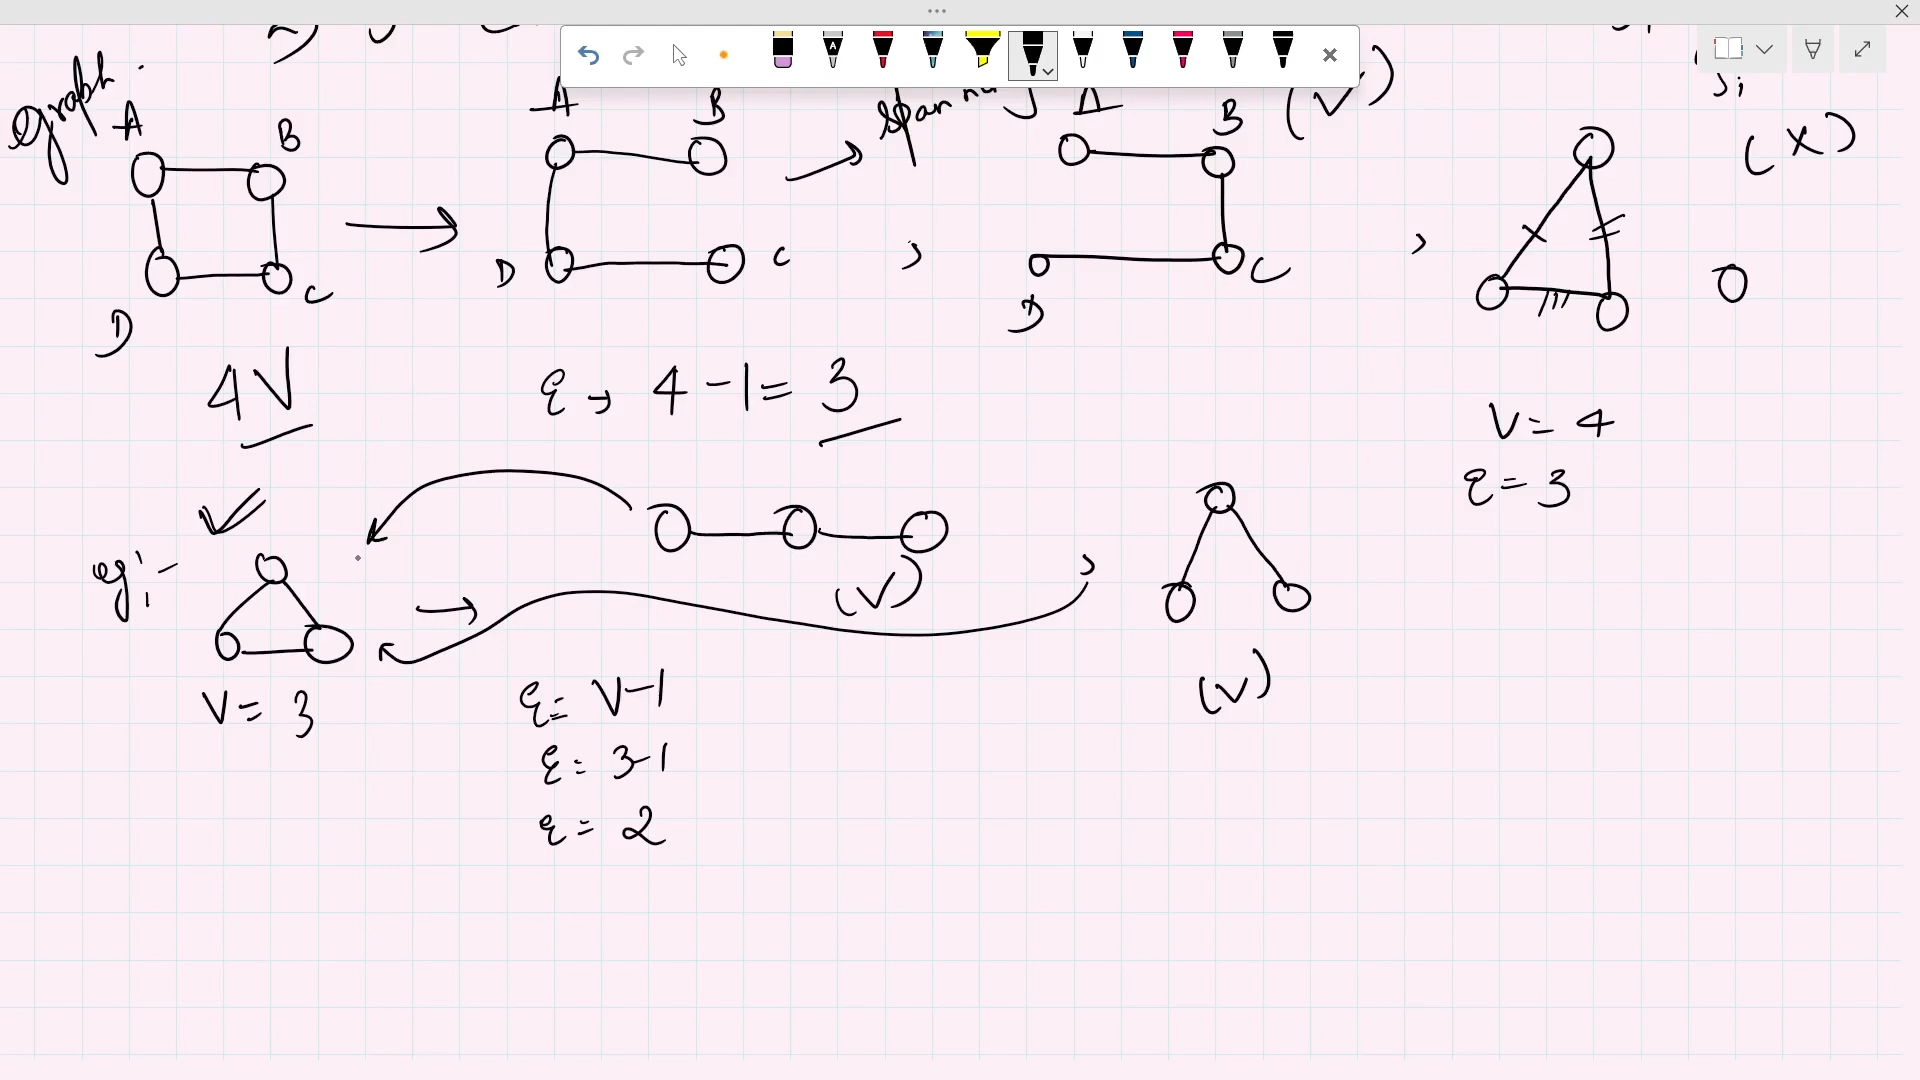 graph
A B
D C
A B
D C
spanning
A B
D C
(✓)
(X)
4V
ε → 4 - 1 = 3
V = 4
ε = 3
eg:-
V = 3
(✓)
(✓)
ε = V-1
ε = 3-1
ε = 2